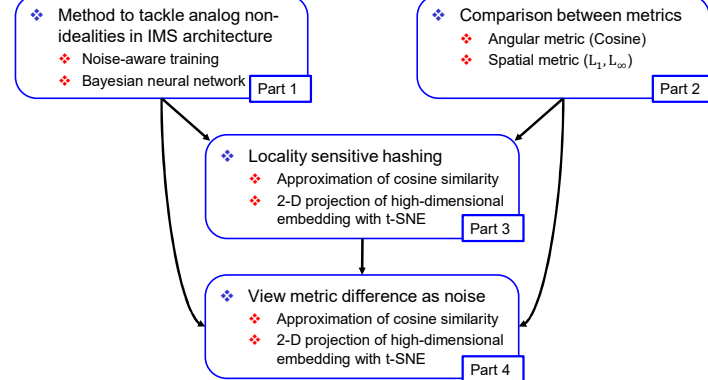 Method to tackle analog non-
idealities in IMS architecture
Noise-aware training
Bayesian neural network
Part 1
Comparison between metrics
Angular metric (Cosine)
Spatial metric (L₁, L∞)
Part 2
Locality sensitive hashing
Approximation of cosine similarity
2-D projection of high-dimensional
embedding with t-SNE
Part 3
View metric difference as noise
Approximation of cosine similarity
2-D projection of high-dimensional
embedding with t-SNE
Part 4